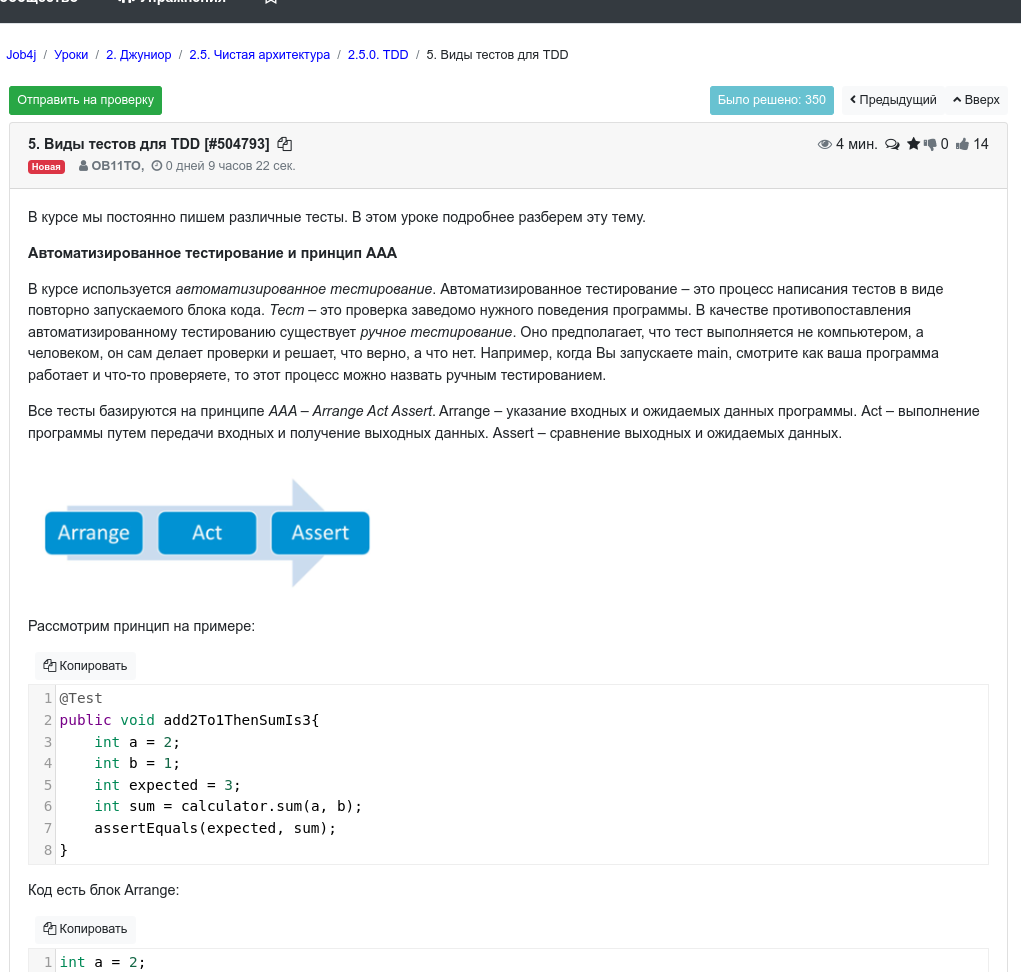 Job4j / Уроки / 2. Джуниор / 2.5. Чистая архитектура / 2.5.0. TDD / 5. Виды тестов для TDD
Отправить на проверку Было решено: 350 Предыдущий Вверх
5. Виды тестов для TDD [#504793] 4 мин. 0 14
Новая OB11TO, 0 дней 9 часов 22 сек.
В курсе мы постоянно пишем различные тесты. В этом уроке подробнее разберем эту тему.
Автоматизированное тестирование и принцип AAA
В курсе используется автоматизированное тестирование. Автоматизированное тестирование – это процесс написания тестов в виде
повторно запускаемого блока кода. Тест – это проверка заведомо нужного поведения программы. В качестве противопоставления
автоматизированному тестированию существует ручное тестирование. Оно предполагает, что тест выполняется не компьютером, а
человеком, он сам делает проверки и решает, что верно, а что нет. Например, когда Вы запускаете main, смотрите как ваша программа
работает и что-то проверяете, то этот процесс можно назвать ручным тестированием.
Все тесты базируются на принципе AAA – Arrange Act Assert. Arrange – указание входных и ожидаемых данных программы. Act – выполнение
программы путем передачи входных и получение выходных данных. Assert – сравнение выходных и ожидаемых данных.
Arrange Act Assert
Рассмотрим принцип на примере:
Копировать
1 @Test
2 public void add2To1ThenSumIs3{
3 int a = 2;
4 int b = 1;
5 int expected = 3;
6 int sum = calculator.sum(a, b);
7 assertEquals(expected, sum);
8 }
Код есть блок Arrange:
Копировать
1 int a = 2;